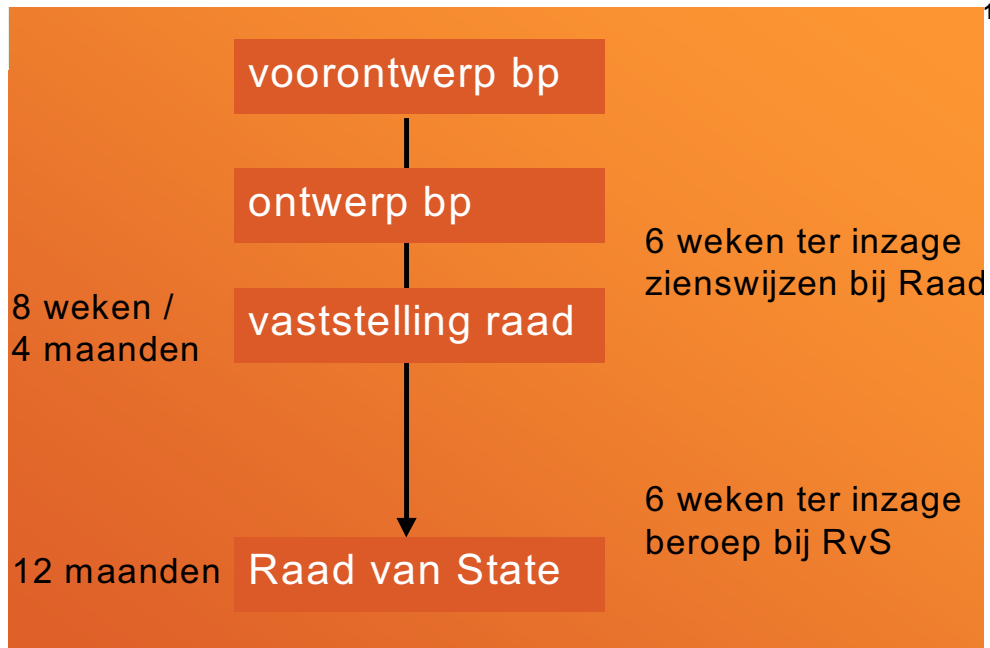 1
voorontwerp bp
ontwerp bp
6 weken ter inzage
zienswijzen bij Raad
8 weken /
4 maanden
vaststelling raad
6 weken ter inzage
beroep bij RvS
12 maanden
Raad van State